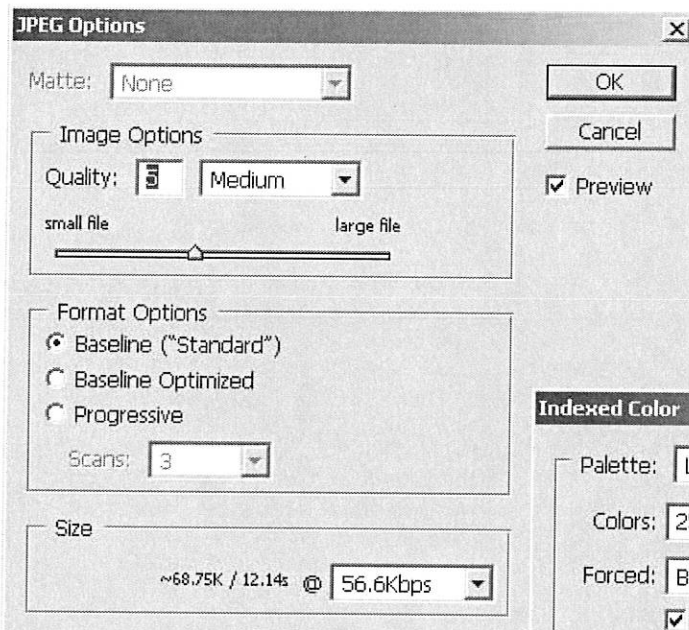 JPEG Options
Matte: None
OK
Image Options
Cancel
Quality: 5 Medium
Preview
small file large file
Format Options
Baseline ("Standard")
Baseline Optimized
Progressive
Scans: 3
Indexed Color
Palette: L
Size
Colors: 2
~68.75K / 12.14s @ 56.6Kbps
Forced: B